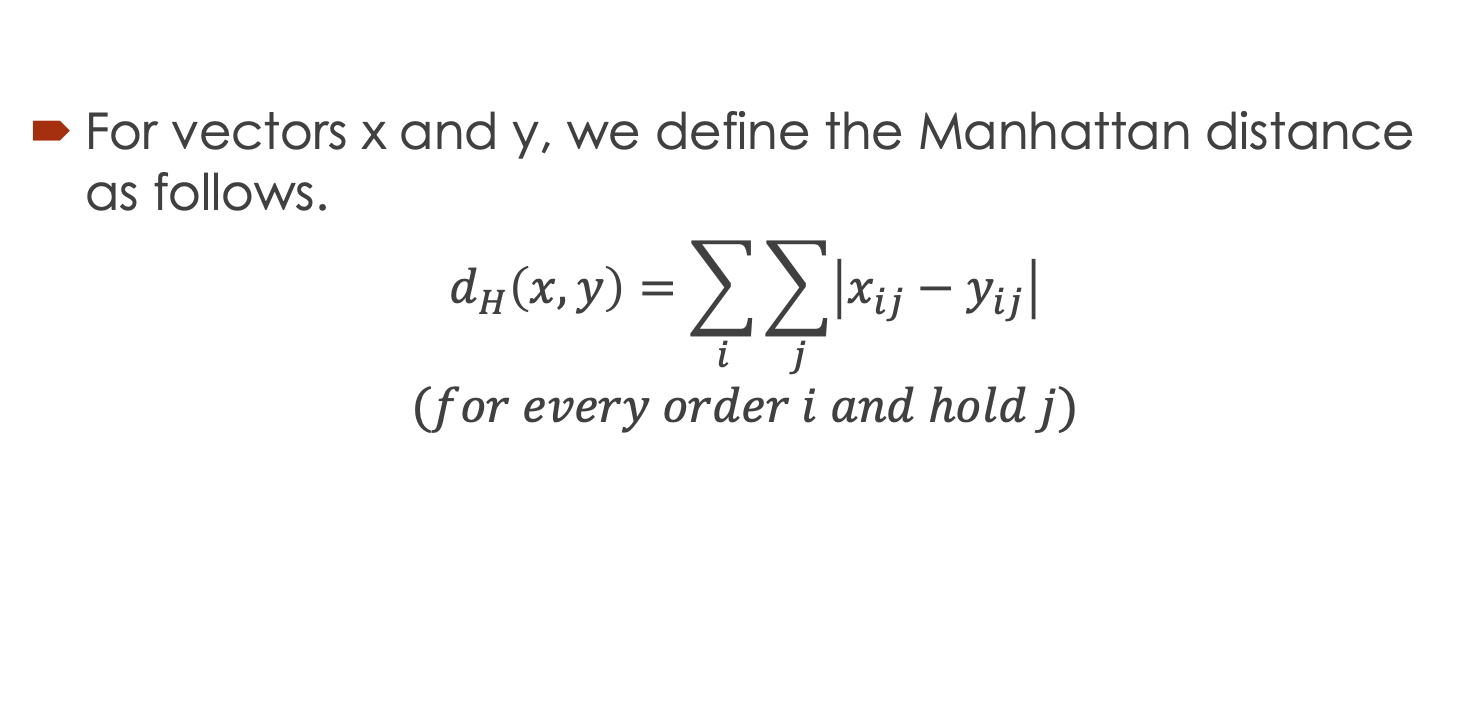 For vectors x and y, we define the Manhattan distance
as follows.
d_H(x, y) = ∑_i ∑_j |x_ij − y_ij|
(for every order i and hold j)